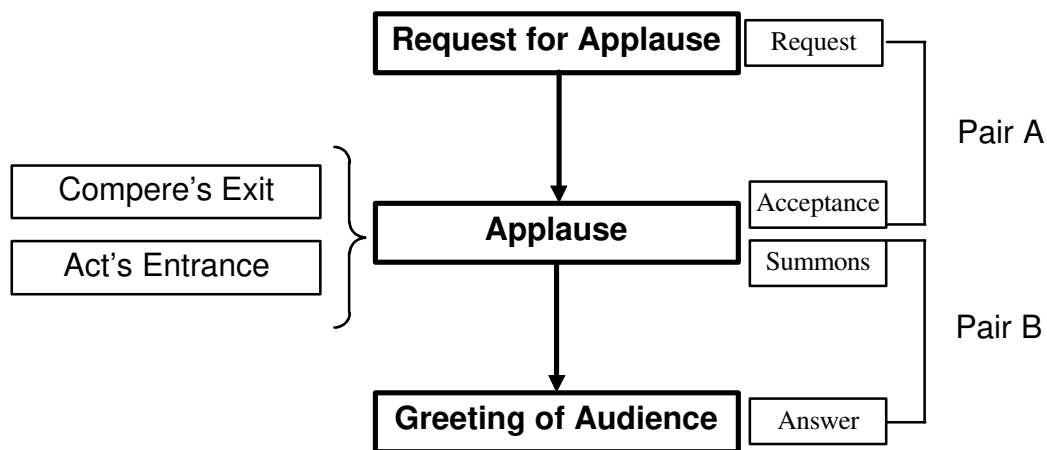 Request for Applause
Request
Pair A
Compere's Exit
Acceptance
Applause
Act's Entrance
Summons
Pair B
Greeting of Audience
Answer